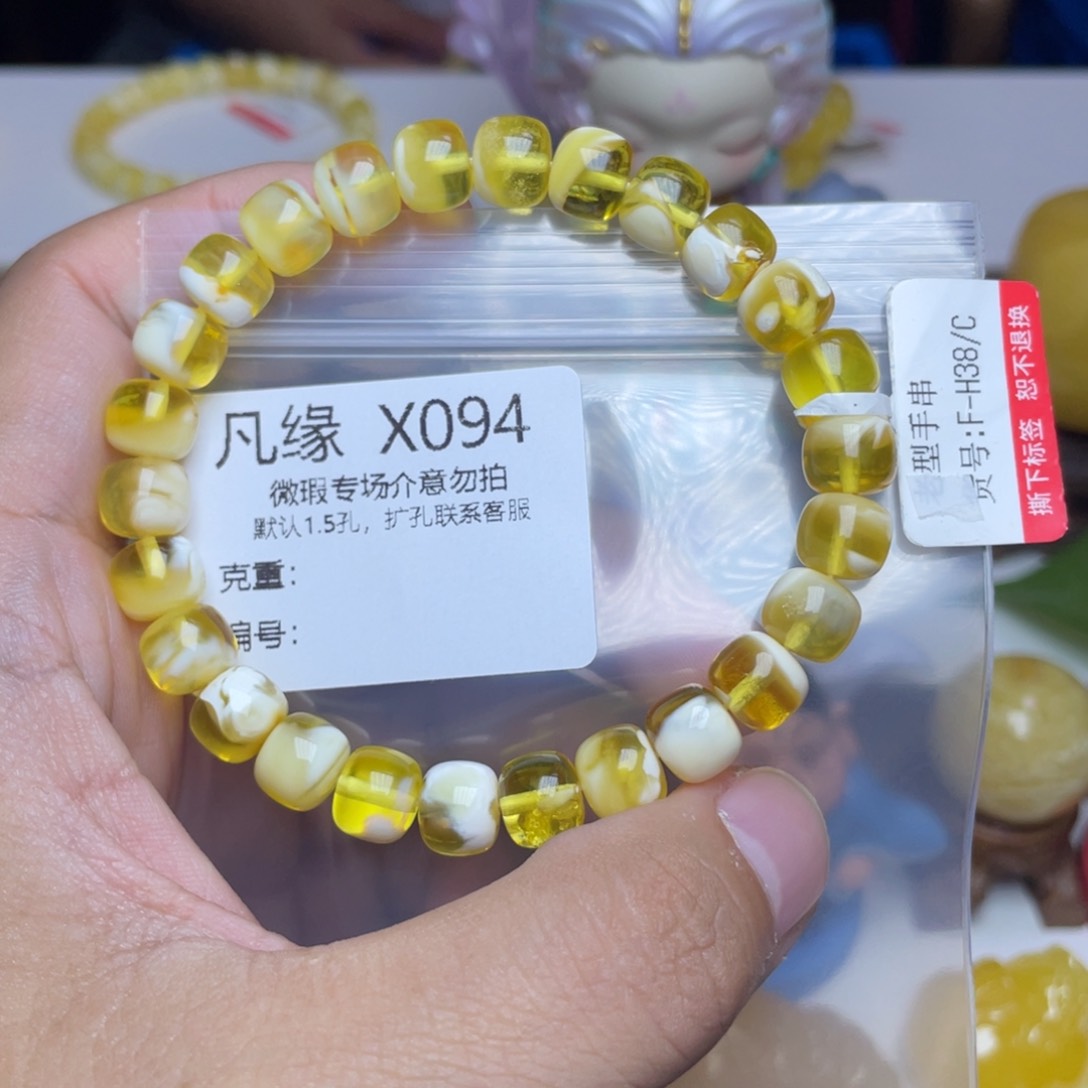 凡缘 X094
微瑕专场介意勿拍
默认1.5孔，扩孔联系客服
克重：
编号：
型手串
货号:F-H38/C
撕下标签 恕不退换